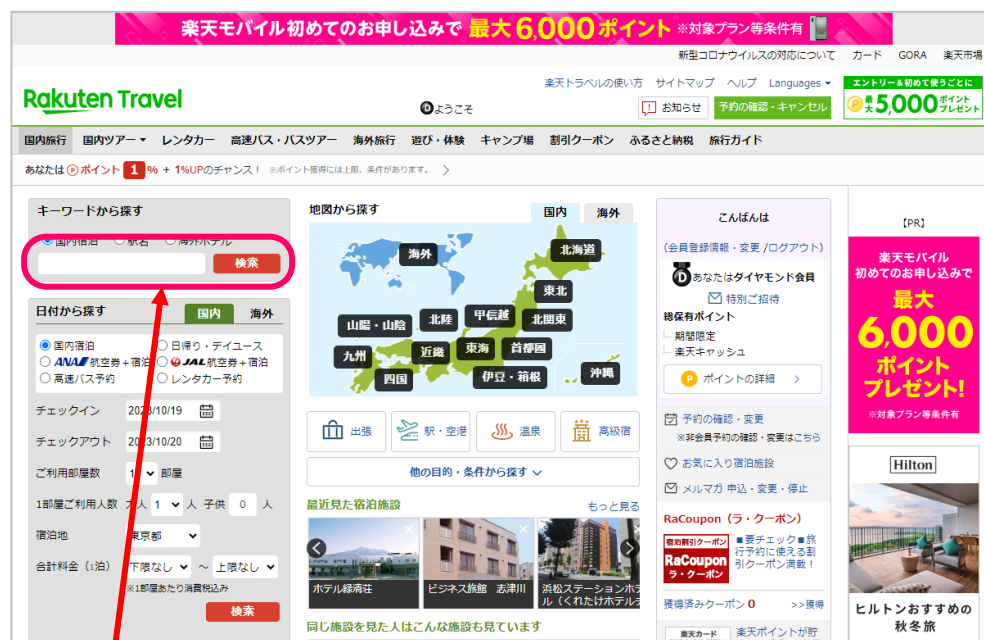 楽天モバイル初めてのお申し込みで 最大6,000ポイント ※対象プラン等条件有
新型コロナウイルスの対応について カード GORA 楽天市場
楽天トラベルの使い方 サイトマップ ヘルプ Languages
Rakuten Travel
ようこそ
お知らせ 予約の確認・キャンセル
エントリー&初めて使うごとに
最大5,000ポイントプレゼント
国内旅行 国内ツアー レンタカー 高速バス・バスツアー 海外旅行 遊び・体験 キャンプ場 割引クーポン ふるさと納税 旅行ガイド
あなたは ポイント 1 % + 1%UPのチャンス! ※ポイント獲得には上限、条件があります。
キーワードから探す
国内宿泊 駅名 海外ホテル
検索
日付から探す 国内 海外
国内宿泊 日帰り・デイユース
ANA 航空券+宿泊 JAL 航空券+宿泊
高速バス予約 レンタカー予約
チェックイン 2023/10/19
チェックアウト 2023/10/20
ご利用部屋数 1 部屋
1部屋ご利用人数 大人 1 人 子供 0 人
宿泊地 東京都
合計料金 (1泊) 下限なし ~ 上限なし
※1部屋あたり消費税込み
検索
地図から探す 国内 海外
海外
北海道
東北
山陽・山陰
北陸
甲信越
北関東
九州
近畿
東海
首都圏
四国
伊豆・箱根
沖縄
出張 駅・空港 温泉 高級宿
他の目的・条件から探す
最近見た宿泊施設 もっと見る
ホテル緑清荘
ビジネス旅館 志津川
浜松ステーションホテル(くれたけホテルチ
同じ施設を見た人はこんな施設も見ています
こんばんは
(会員登録情報・変更 /ログアウト)
あなたはダイヤモンド会員
特別ご招待
総保有ポイント
期間限定
楽天キャッシュ
ポイントの詳細
予約の確認・変更
※非会員予約の確認・変更はこちら
お気に入り宿泊施設
メルマガ 申込・変更・停止
RaCoupon(ラ・クーポン)
宿泊割引クーポン
RaCoupon
ラ・クーポン
■要チェック■旅
行予約に使える割
引クーポン満載!
獲得済みクーポン 0 >>獲得
楽天カード
楽天ポイントが貯
【PR】
楽天モバイル
初めてのお申し込みで
最大
6,000
ポイント
プレゼント!
※対象プラン等条件有
Hilton
ヒルトンおすすめの
秋冬旅